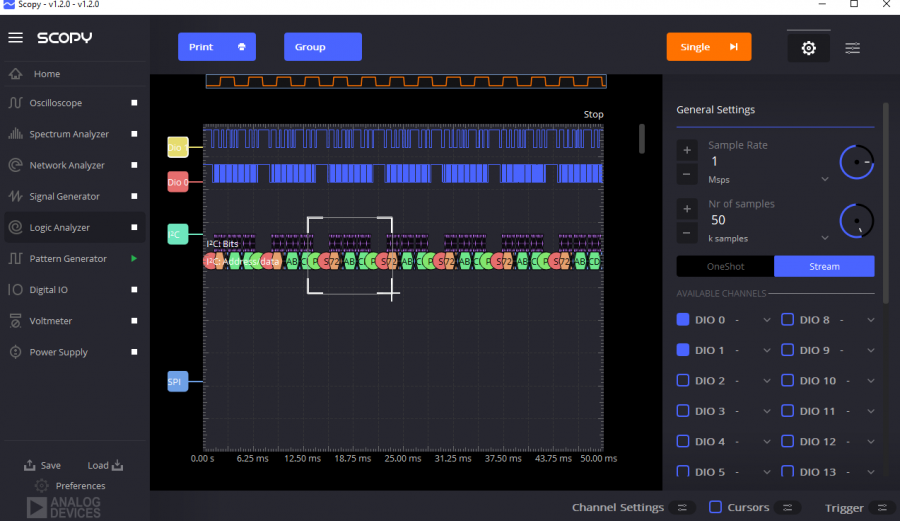 Scopy - v1.2.0 - v1.2.0
SCOPY
Print
Group
Single
Home
Oscilloscope
Spectrum Analyzer
Network Analyzer
Signal Generator
Logic Analyzer
Pattern Generator
Digital IO
Voltmeter
Power Supply
Save
Load
Preferences
ANALOG
DEVICES
Stop
Dio 1
Dio 0
I²C
I²C: Bits
I²C: Address/data
SPI
0.00 s 6.25 ms 12.50 ms 18.75 ms 25.00 ms 31.25 ms 37.50 ms 43.75 ms 50.00 ms
General Settings
Sample Rate
1
Msps
Nr of samples
50
k samples
OneShot Stream
AVAILABLE CHANNELS
DIO 0 - DIO 8 -
DIO 1 - DIO 9 -
DIO 2 - DIO 10 -
DIO 3 - DIO 11 -
DIO 4 - DIO 12 -
DIO 5 - DIO 13 -
Channel Settings Cursors Trigger